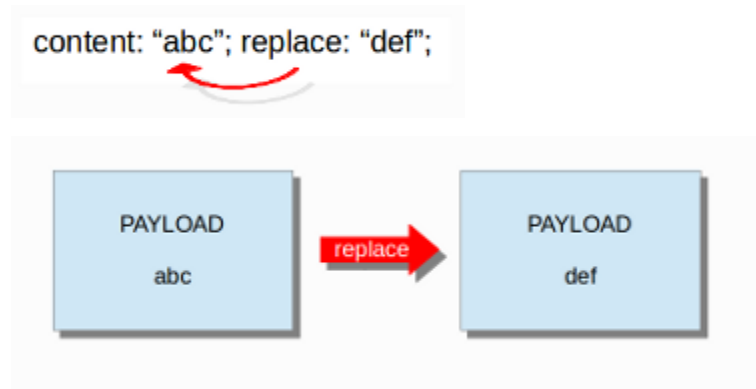 content: “abc”; replace: “def”;
PAYLOAD
abc
replace
PAYLOAD
def